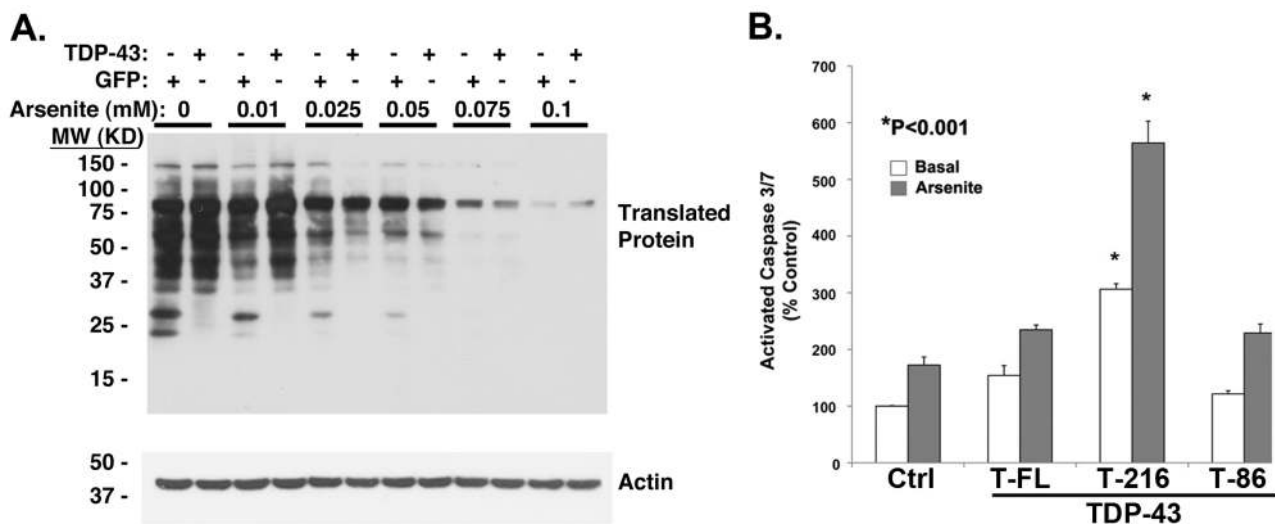 A.
TDP-43: - + - + - + - + - + - +
GFP: + - + - + - + - + - + -
Arsenite (mM): 0 0.01 0.025 0.05 0.075 0.1
MW (KD)
150 -
100 -
75 -
50 -
37 -
25 -
15 -
Translated
Protein
50 -
37 -
Actin
B.
Activated Caspase 3/7
(% Control)
700
600
500
400
300
200
100
0
*P<0.001
Basal
Arsenite
*
*
Ctrl T-FL T-216 T-86
TDP-43